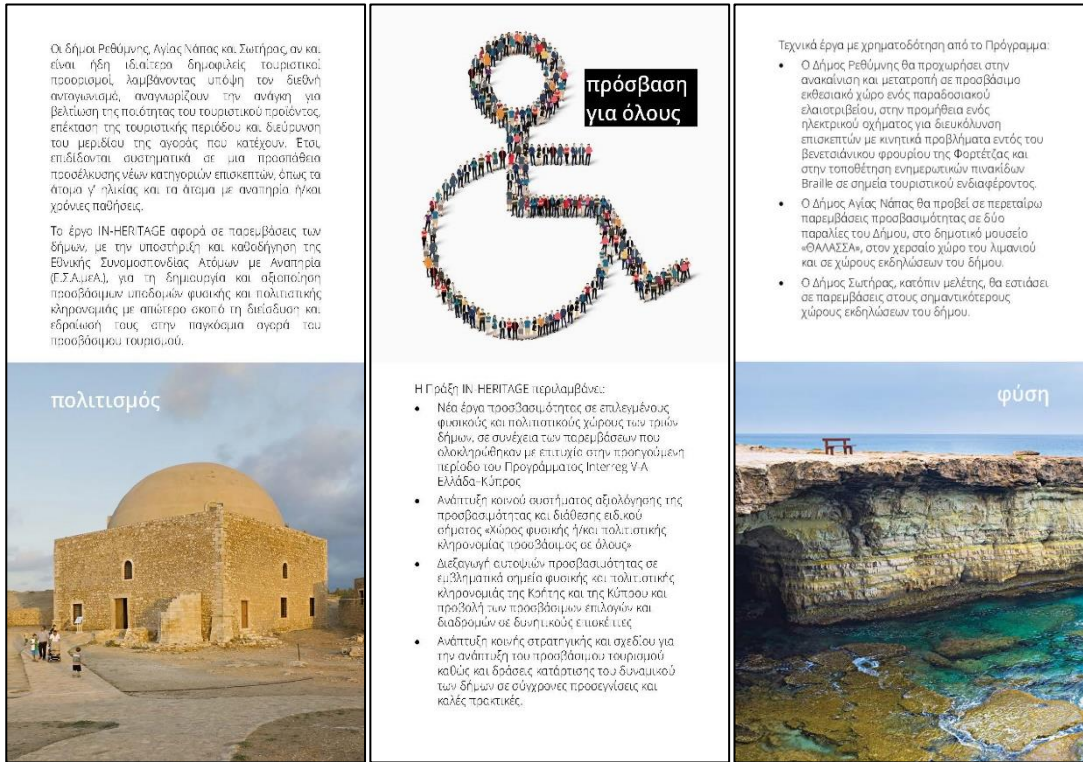 Οι δήμοι Ρεθύμνης, Αγίας Νάπας και Σωτήρας, αν και
είναι ήδη ιδιαίτερα δημοφιλείς τουριστικοί
προορισμοί, λαμβάνοντας υπόψη τον διεθνή
ανταγωνισμό, αναγνωρίζουν την ανάγκη για
βελτίωση της ποιότητας του τουριστικού προϊόντος,
επέκταση της τουριστικής περιόδου και διεύρυνση
του μεριδίου της αγοράς που κατέχουν. Έτσι,
επιδίδονται συστηματικά σε μια προσπάθεια
προσέλκυσης νέων κατηγοριών επισκεπτών, όπως τα
άτομα γ' ηλικίας και τα άτομα με αναπηρία ή/και
χρόνιες παθήσεις.
Το έργο IN-HERITAGE αφορά σε παρεμβάσεις των
δήμων, με την υποστήριξη και καθοδήγηση της
Εθνικής Συνομοσπονδίας Ατόμων με Αναπηρία
(Ε.Σ.Α.μεΑ.), για τη δημιουργία και αξιοποίηση
προσβάσιμων υποδομών φυσικής και πολιτιστικής
κληρονομιάς με απώτερο σκοπό τη διείσδυση και
εδραίωσή τους στην παγκόσμια αγορά του
προσβάσιμου τουρισμού.
πολιτισμός
πρόσβαση
για όλους
Η Πράξη IN-HERITAGE περιλαμβάνει:
• Νέα έργα προσβασιμότητας σε επιλεγμένους
φυσικούς και πολιτιστικούς χώρους των τριών
δήμων, σε συνέχεια των παρεμβάσεων που
ολοκληρώθηκαν με επιτυχία στην προηγούμενη
περίοδο του Προγράμματος Interreg V-A
Ελλάδα–Κύπρος
• Ανάπτυξη κοινού συστήματος αξιολόγησης της
προσβασιμότητας και διάθεσης ειδικού
σήματος «Χώρος φυσικής ή/και πολιτιστικής
κληρονομίας προσβάσιμος σε όλους»
• Διεξαγωγή αυτοψιών προσβασιμότητας σε
εμβληματικά σημεία φυσικής και πολιτιστικής
κληρονομιάς της Κρήτης και της Κύπρου και
προβολή των προσβάσιμων επιλογών και
διαδρομών σε δυνητικούς επισκέπτες
• Ανάπτυξη κοινής στρατηγικής και σχεδίου για
την ανάπτυξη του προσβάσιμου τουρισμού
καθώς και δράσεις κατάρτισης του δυναμικού
των δήμων σε σύγχρονες προσεγγίσεις και
καλές πρακτικές.
Τεχνικά έργα με χρηματοδότηση από το Πρόγραμμα:
• Ο Δήμος Ρεθύμνης θα προχωρήσει στην
ανακαίνιση και μετατροπή σε προσβάσιμο
εκθεσιακό χώρο ενός παραδοσιακού
ελαιοτριβείου, στην προμήθεια ενός
ηλεκτρικού οχήματος για διευκόλυνση
επισκεπτών με κινητικά προβλήματα εντός του
βενετσιάνικου φρουρίου της Φορτέτζας και
στην τοποθέτηση ενημερωτικών πινακίδων
Braille σε σημεία τουριστικού ενδιαφέροντος.
• Ο Δήμος Αγίας Νάπας θα προβεί σε περεταίρω
παρεμβάσεις προσβασιμότητας σε δύο
παραλίες του Δήμου, στο δημοτικό μουσείο
«ΘΑΛΑΣΣΑ», στον χερσαίο χώρο του λιμανιού
και σε χώρους εκδηλώσεων του δήμου.
• Ο Δήμος Σωτήρας, κατόπιν μελέτης, θα εστιάσει
σε παρεμβάσεις στους σημαντικότερους
χώρους εκδηλώσεων του δήμου.
φύση